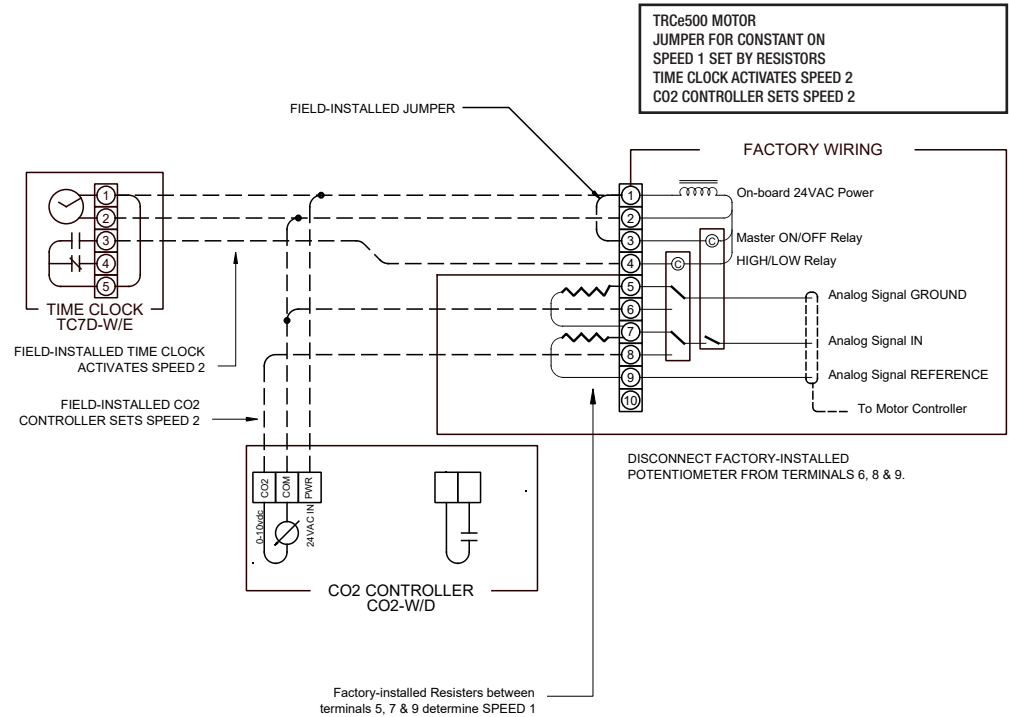 TRCe500 MOTOR
JUMPER FOR CONSTANT ON
SPEED 1 SET BY RESISTORS
TIME CLOCK ACTIVATES SPEED 2
CO2 CONTROLLER SETS SPEED 2
FIELD-INSTALLED JUMPER
FACTORY WIRING
1
2
3
4
5
TIME CLOCK
TC7D-W/E
1
2
3
4
5
6
7
8
9
10
On-board 24VAC Power
C
Master ON/OFF Relay
C
HIGH/LOW Relay
Analog Signal GROUND
Analog Signal IN
Analog Signal REFERENCE
To Motor Controller
FIELD-INSTALLED TIME CLOCK
ACTIVATES SPEED 2
FIELD-INSTALLED CO2
CONTROLLER SETS SPEED 2
DISCONNECT FACTORY-INSTALLED
POTENTIOMETER FROM TERMINALS 6, 8 & 9.
CO2
COM
PWR
0-10vdc
24VAC IN
CO2 CONTROLLER
CO2-W/D
Factory-installed Resisters between
terminals 5, 7 & 9 determine SPEED 1